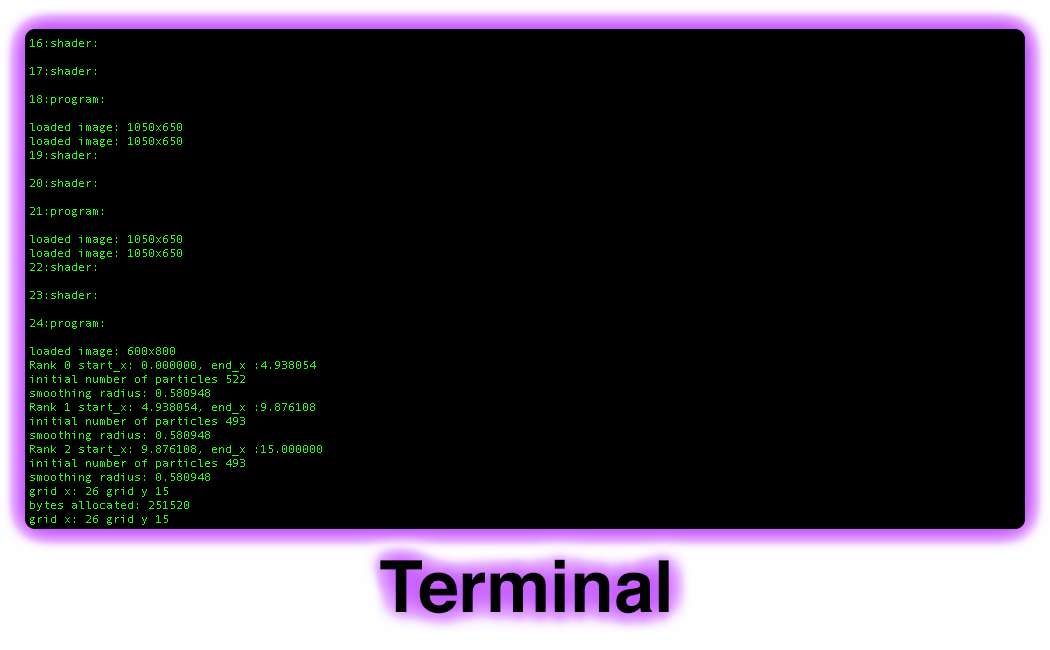 16:shader:
17:shader:
18:program:
loaded image: 1050x650
loaded image: 1050x650
19:shader:
20:shader:
21:program:
loaded image: 1050x650
loaded image: 1050x650
22:shader:
23:shader:
24:program:
loaded image: 600x800
Rank 0 start_x: 0.000000, end_x :4.938054
initial number of particles 522
smoothing radius: 0.580948
Rank 1 start_x: 4.938054, end_x :9.876108
initial number of particles 493
smoothing radius: 0.580948
Rank 2 start_x: 9.876108, end_x :15.000000
initial number of particles 493
smoothing radius: 0.580948
grid x: 26 grid y 15
bytes allocated: 251520
grid x: 26 grid y 15
Terminal